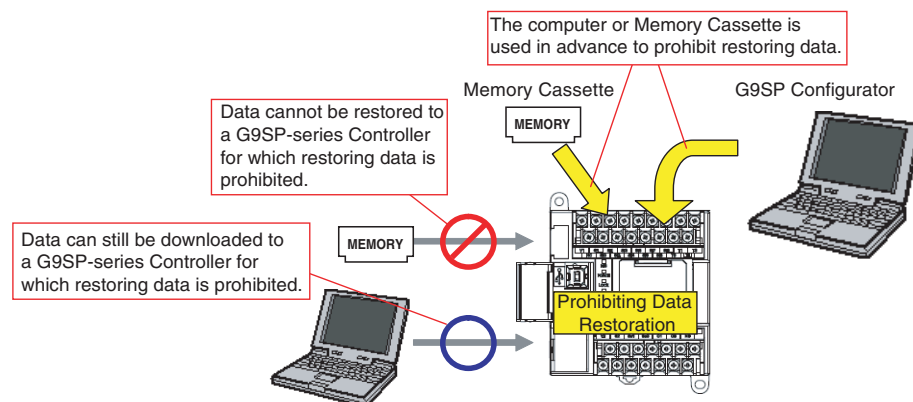 The computer or Memory Cassette is
used in advance to prohibit restoring data.
Memory Cassette
G9SP Configurator
MEMORY
Data cannot be restored to
a G9SP-series Controller
for which restoring data is
prohibited.
Data can still be downloaded to
a G9SP-series Controller for
which restoring data is prohibited.
MEMORY
Prohibiting Data
Restoration